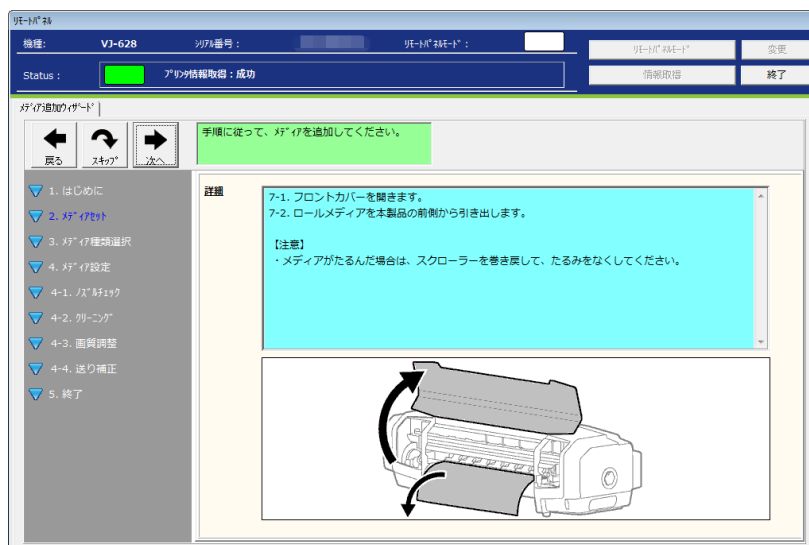 ﾘﾓｰﾄﾊﾟﾈﾙ
機種： VJ-628 ｼﾘｱﾙ番号： ﾘﾓｰﾄﾊﾟﾈﾙﾓｰﾄﾞ： ﾘﾓｰﾄﾊﾟﾈﾙﾓｰﾄﾞ 変更
Status： ﾌﾟﾘﾝﾀ情報取得：成功 情報取得 終了
ﾒﾃﾞｨｱ追加ｳｨｻﾞｰﾄﾞ
戻る ｽｷｯﾌﾟ 次へ
手順に従って、ﾒﾃﾞｨｱを追加してください。
1. はじめに
2. ﾒﾃﾞｨｱｾｯﾄ
3. ﾒﾃﾞｨｱ種類選択
4. ﾒﾃﾞｨｱ設定
4-1. ﾉｽﾞﾙﾁｪｯｸ
4-2. ｸﾘｰﾆﾝｸﾞ
4-3. 画質調整
4-4. 送り補正
5. 終了
詳細
7-1. フロントカバーを開きます。
7-2. ロールメディアを本製品の前側から引き出します。
【注意】
・メディアがたるんだ場合は、スクローラーを巻き戻して、たるみをなくしてください。